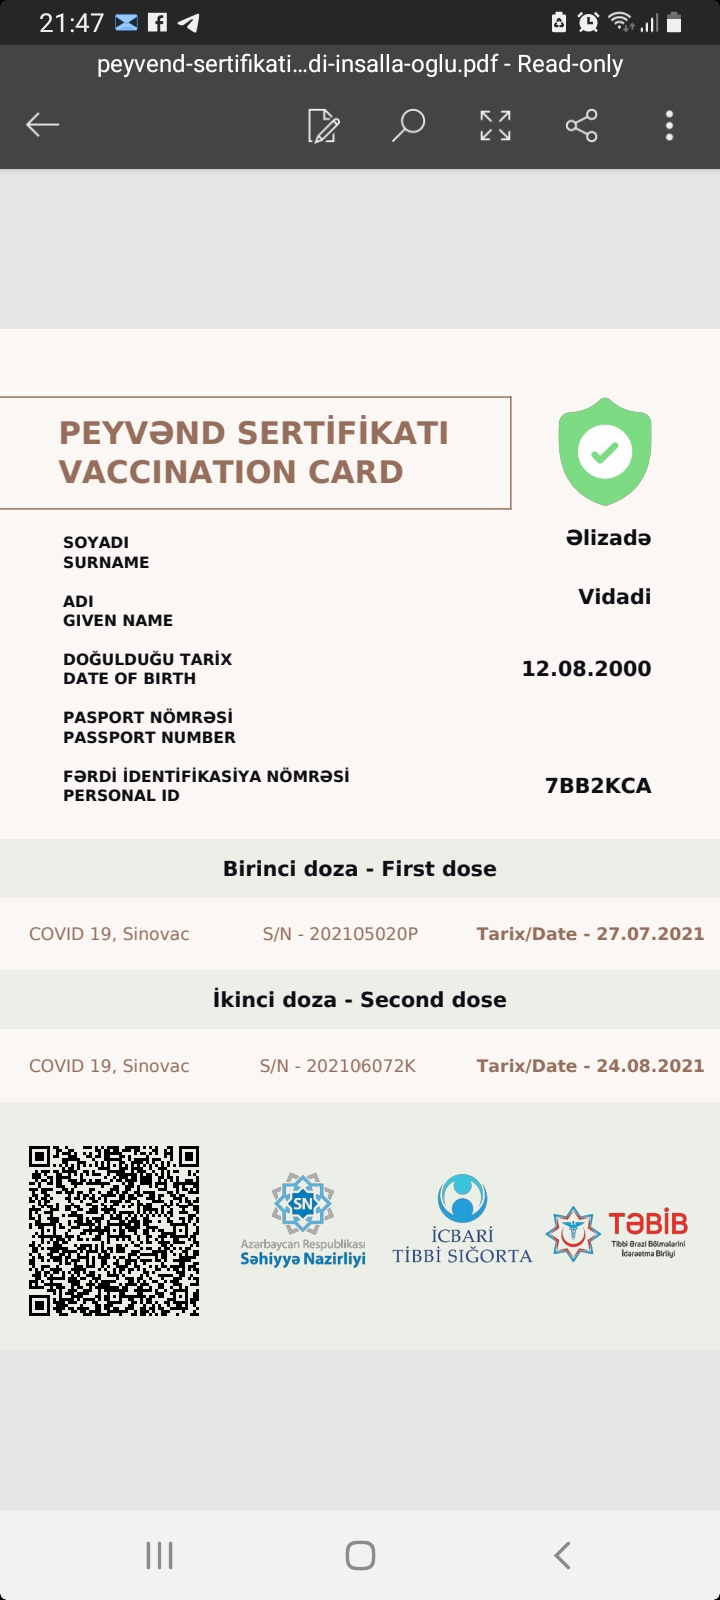 21:47
peyvend-sertifikati...di-insalla-oglu.pdf - Read-only
PEYVƏND SERTİFİKATI
VACCINATION CARD
SOYADI
SURNAME
Əlizadə
ADI
GIVEN NAME
Vidadi
DOĞULDUĞU TARİX
DATE OF BIRTH
12.08.2000
PASPORT NÖMRƏSİ
PASSPORT NUMBER
FƏRDİ İDENTİFİKASİYA NÖMRƏSİ
PERSONAL ID
7BB2KCA
Birinci doza - First dose
COVID 19, Sinovac S/N - 202105020P Tarix/Date - 27.07.2021
İkinci doza - Second dose
COVID 19, Sinovac S/N - 202106072K Tarix/Date - 24.08.2021
SN
Azərbaycan Respublikası
Səhiyyə Nazirliyi
İCBARİ
TİBBİ SIĞORTA
TƏBİB
Tibbi Ərazi Bölmələrini
İdarəetmə Birliyi